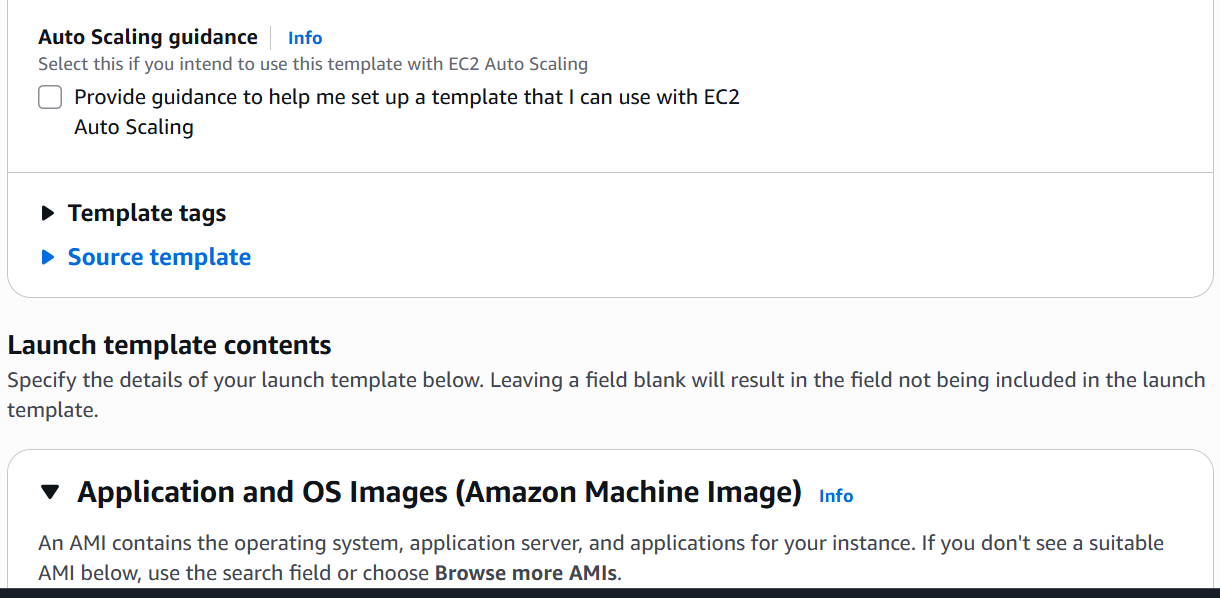 Auto Scaling guidance Info
Select this if you intend to use this template with EC2 Auto Scaling
Provide guidance to help me set up a template that I can use with EC2
Auto Scaling
Template tags
Source template
Launch template contents
Specify the details of your launch template below. Leaving a field blank will result in the field not being included in the launch
template.
Application and OS Images (Amazon Machine Image) Info
An AMI contains the operating system, application server, and applications for your instance. If you don't see a suitable
AMI below, use the search field or choose Browse more AMIs.